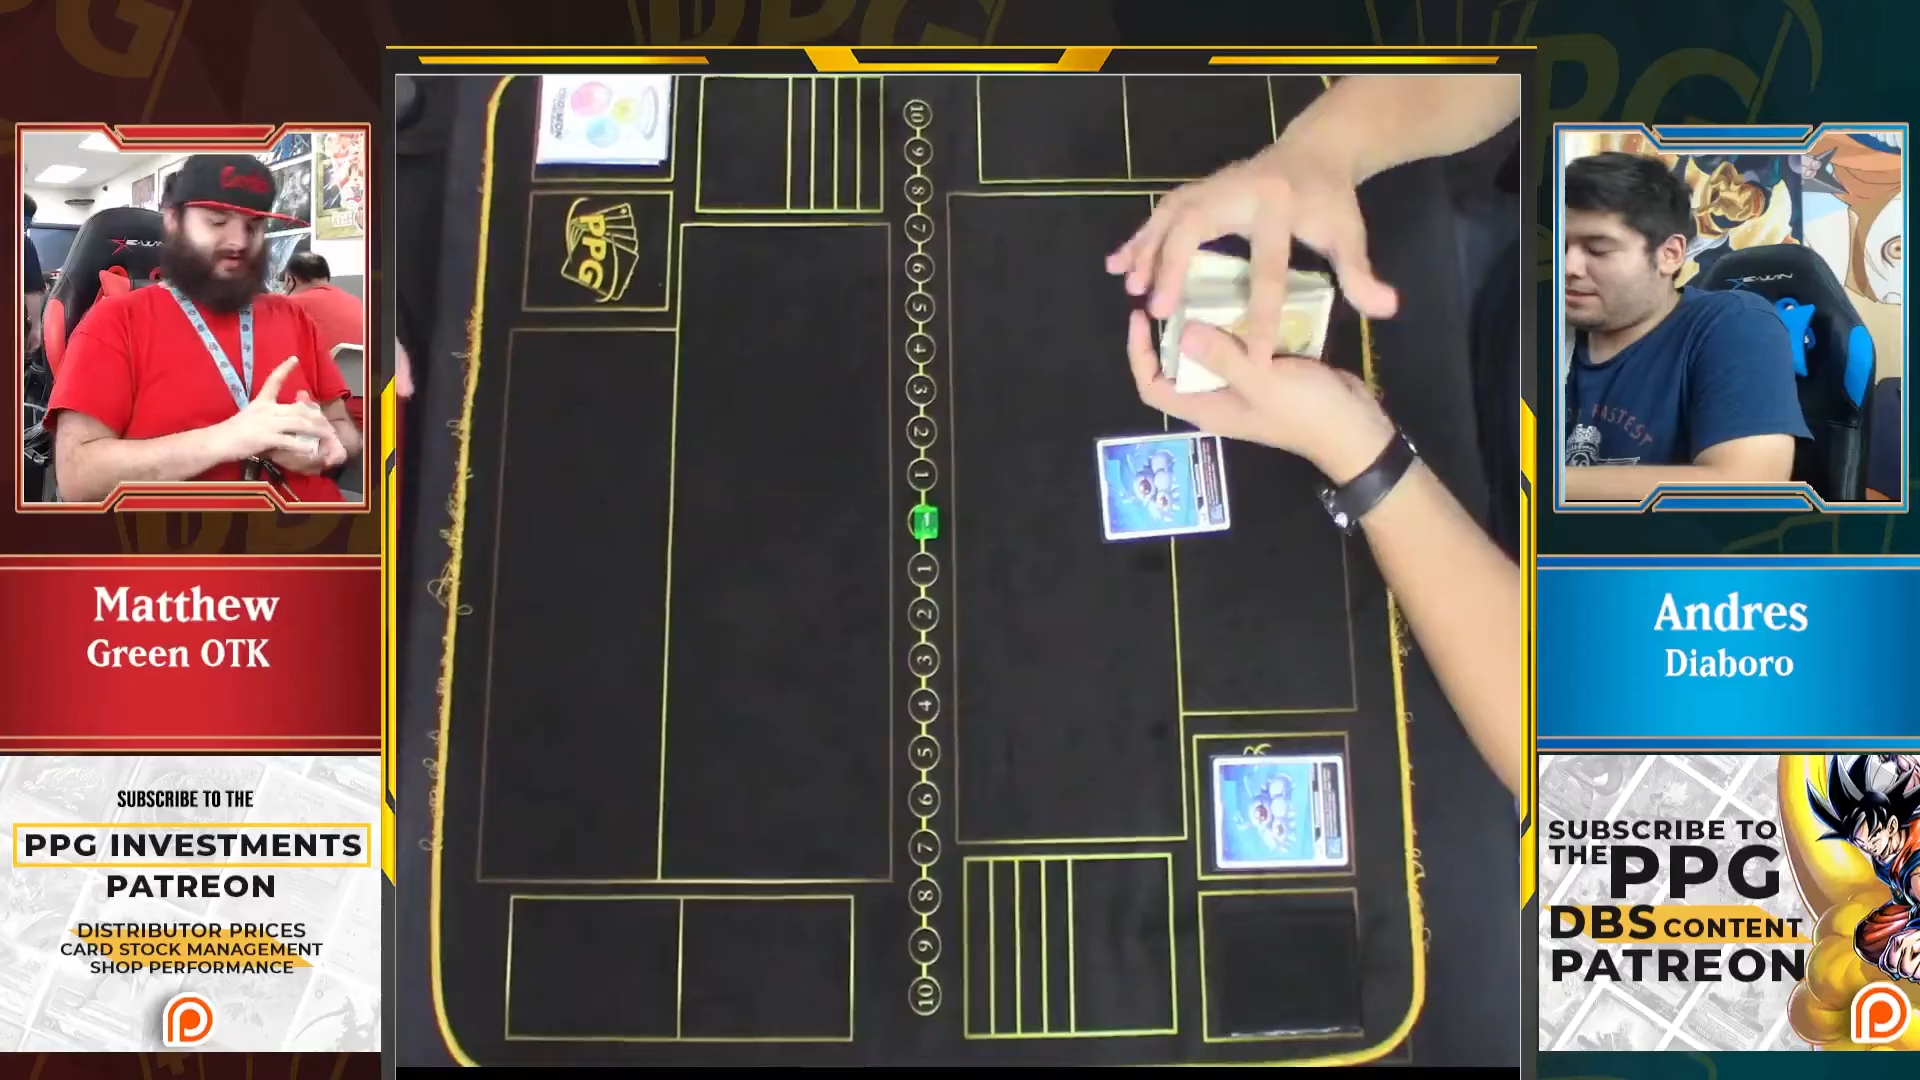 Matthew
Green OTK
SUBSCRIBE TO THE
PPG INVESTMENTS
PATREON
DISTRIBUTOR PRICES
CARD STOCK MANAGEMENT
SHOP PERFORMANCE
PPG
10
9
8
7
6
5
4
3
2
1
1
2
3
4
5
6
7
8
9
10
E-WIN
FASTEST
Andres
Diaboro
SUBSCRIBE TO
THE PPG
DBS CONTENT
PATREON